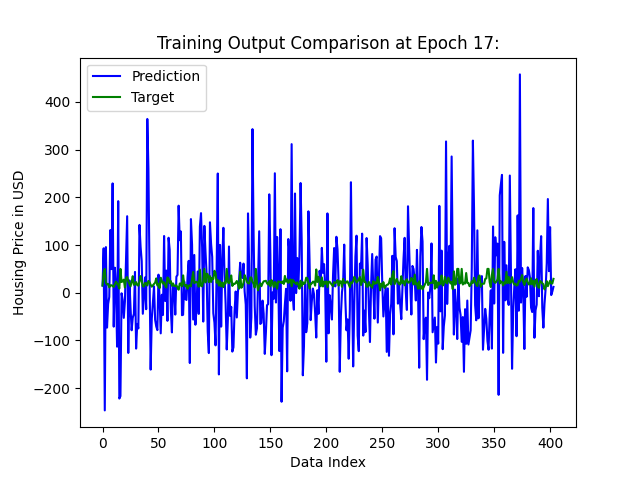 Training Output Comparison at Epoch 17:
Prediction
Target
Housing Price in USD
400
300
200
100
0
−100
−200
0 50 100 150 200 250 300 350 400
Data Index